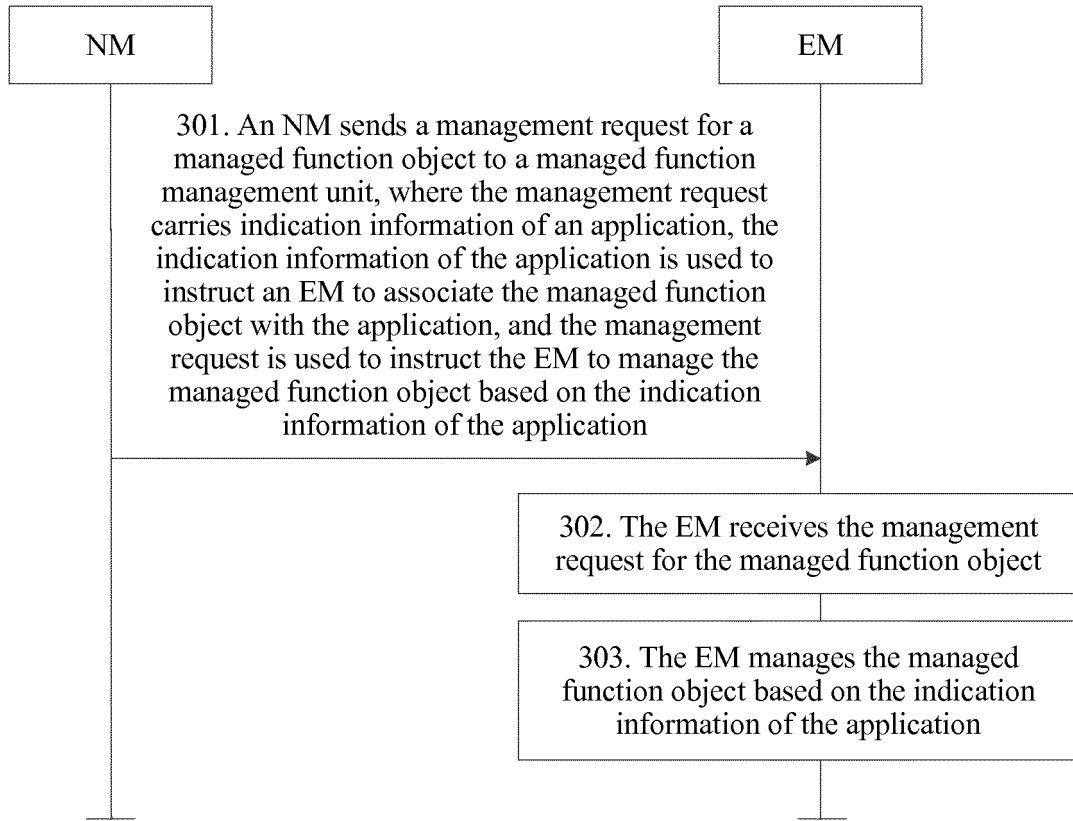 NM
EM
301. An NM sends a management request for a
managed function object to a managed function
management unit, where the management request
carries indication information of an application, the
indication information of the application is used to
instruct an EM to associate the managed function
object with the application, and the management
request is used to instruct the EM to manage the
managed function object based on the indication
information of the application
302. The EM receives the management
request for the managed function object
303. The EM manages the managed
function object based on the indication
information of the application